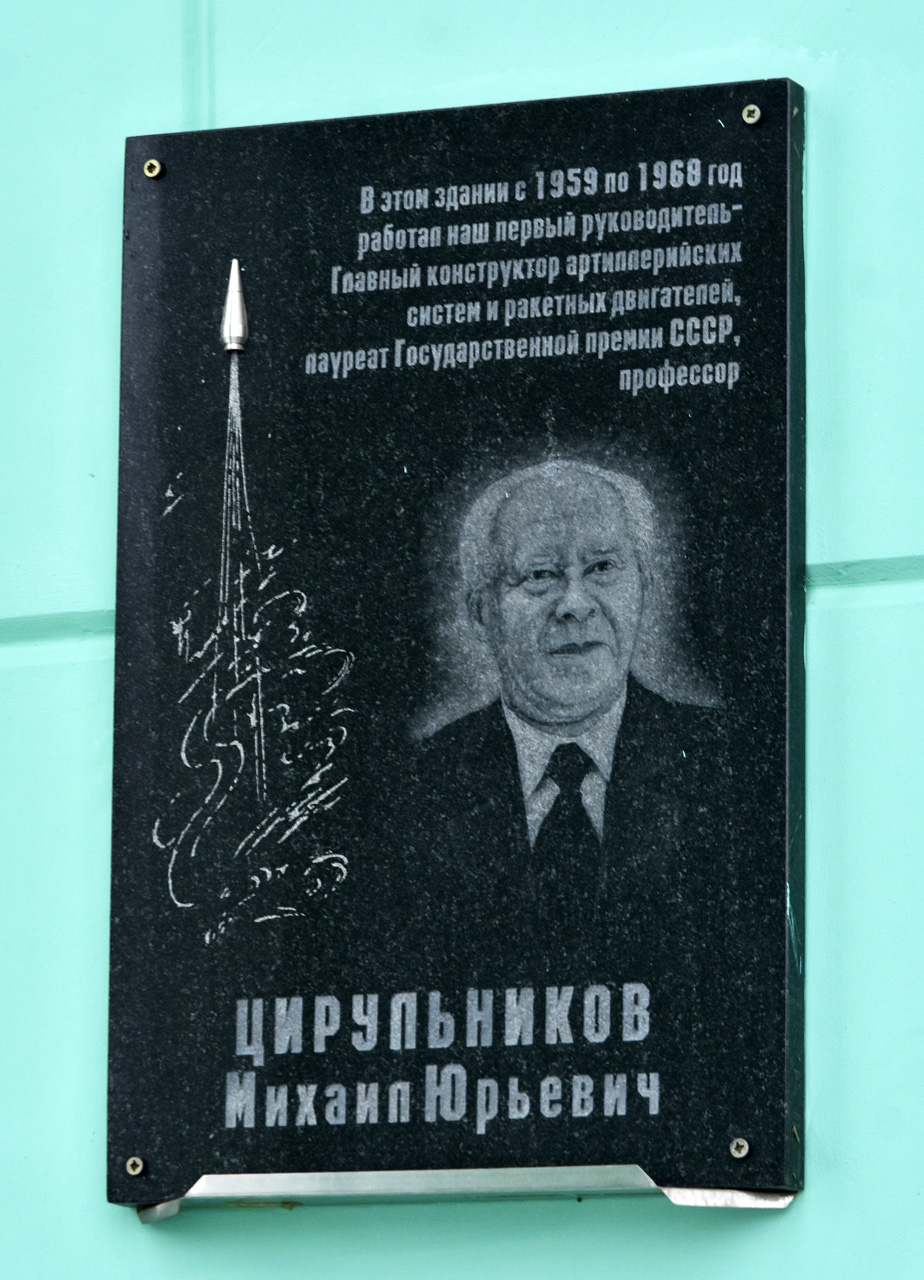 В этом здании с 1959 по 1968 год
работал наш первый руководитель-
Главный конструктор артиллерийских
систем и ракетных двигателей,
лауреат Государственной премии СССР,
профессор
ЦИРУЛЬНИКОВ
Михаил Юрьевич